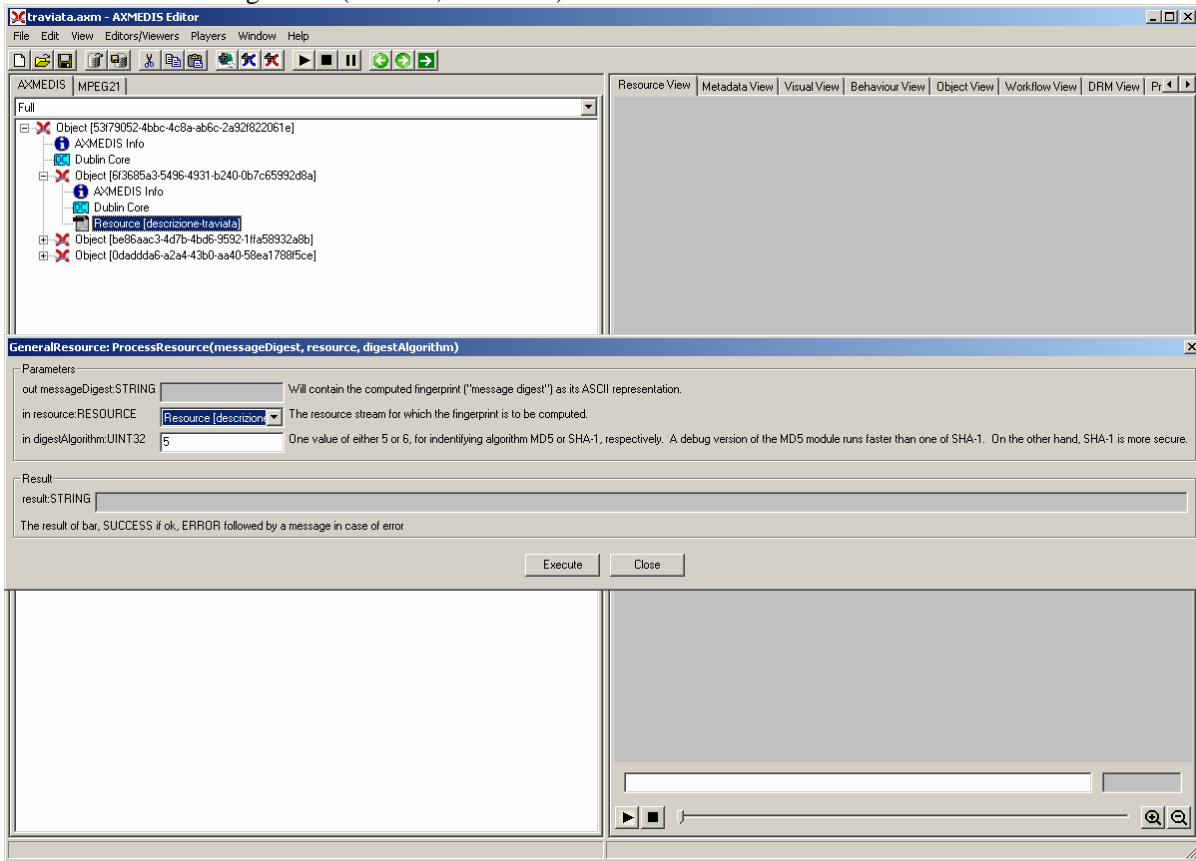 traviata.axm - AXMEDIS Editor
File Edit View Editors/Viewers Players Window Help
AXMEDIS MPEG21
Resource View Metadata View Visual View Behaviour View Object View Workflow View DRM View Pr
Full
Object [53f79052-4bbc-4c8a-ab6c-2a92f822061e]
AXMEDIS Info
Dublin Core
Object [6f3685a3-5496-4931-b240-0b7c65992d8a]
AXMEDIS Info
Dublin Core
Resource [descrizione-traviata]
Object [be86aac3-4d7b-4bd6-9592-1ffa58932a8b]
Object [0daddda6-a2a4-43b0-aa40-58ea1788f5ce]
GeneralResource: ProcessResource(messageDigest, resource, digestAlgorithm)
Parameters
out messageDigest:STRING Will contain the computed fingerprint ("message digest") as its ASCII representation.
in resource:RESOURCE Resource [descrizione The resource stream for which the fingerprint is to be computed.
in digestAlgorithm:UINT32 5 One value of either 5 or 6, for indentifying algorithm MD5 or SHA-1, respectively. A debug version of the MD5 module runs faster than one of SHA-1. On the other hand, SHA-1 is more secure.
Result
result:STRING
The result of bar, SUCCESS if ok, ERROR followed by a message in case of error
Execute Close